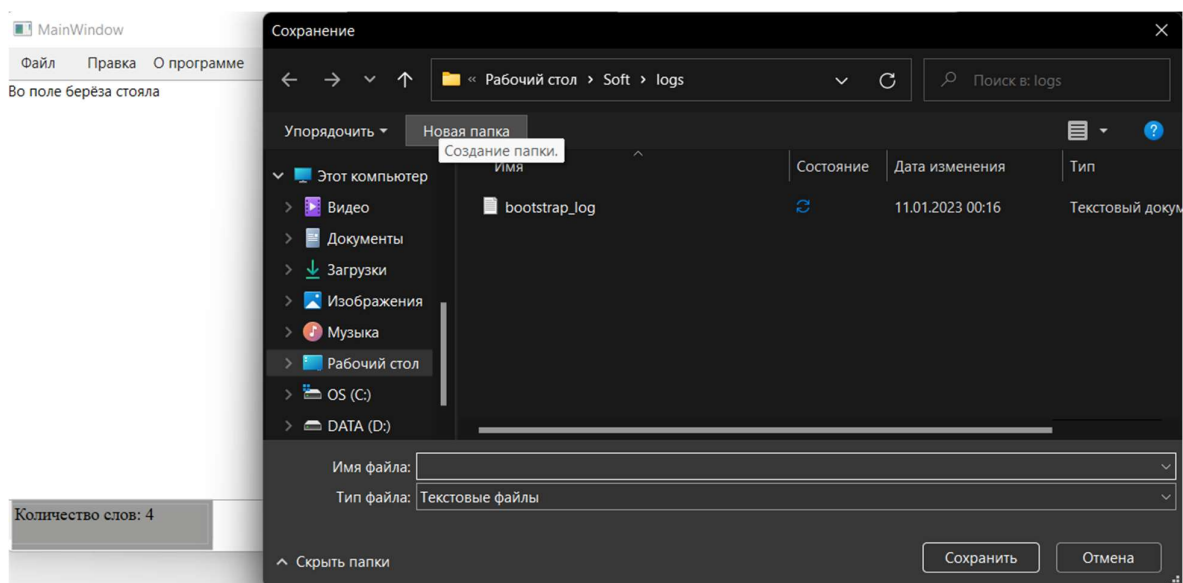 MainWindow
Файл Правка О программе
Во поле берёза стояла
Количество слов: 4
Сохранение
« Рабочий стол › Soft › logs
Поиск в: logs
Упорядочить Новая папка
Создание папки.
Имя Состояние Дата изменения Тип
Этот компьютер
Видео
Документы
Загрузки
Изображения
Музыка
Рабочий стол
OS (C:)
DATA (D:)
bootstrap_log 11.01.2023 00:16 Текстовый докум
Имя файла:
Тип файла: Текстовые файлы
Скрыть папки
Сохранить Отмена